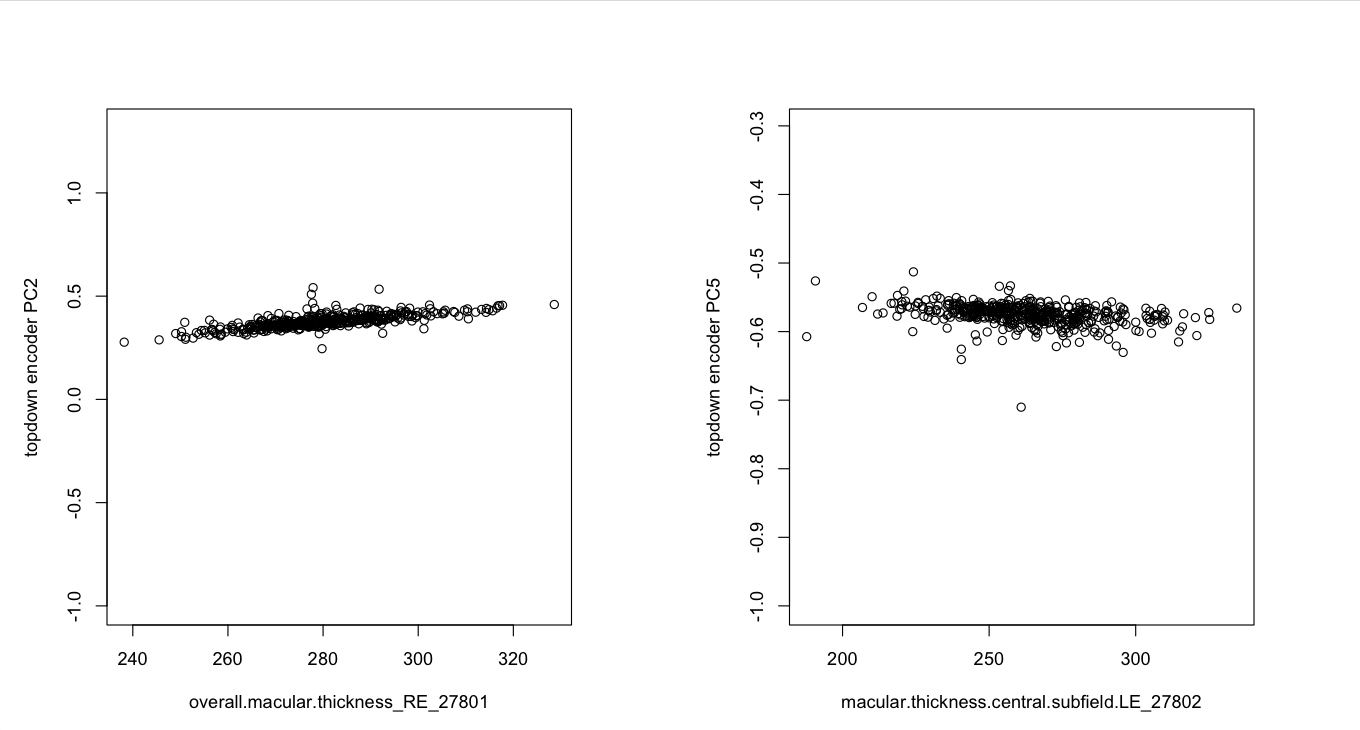 topdown encoder PC2
1.0
0.5
0.0
-0.5
-1.0
240 260 280 300 320
overall.macular.thickness_RE_27801
topdown encoder PC5
-0.3
-0.4
-0.5
-0.6
-0.7
-0.8
-0.9
-1.0
200 250 300
macular.thickness.central.subfield.LE_27802